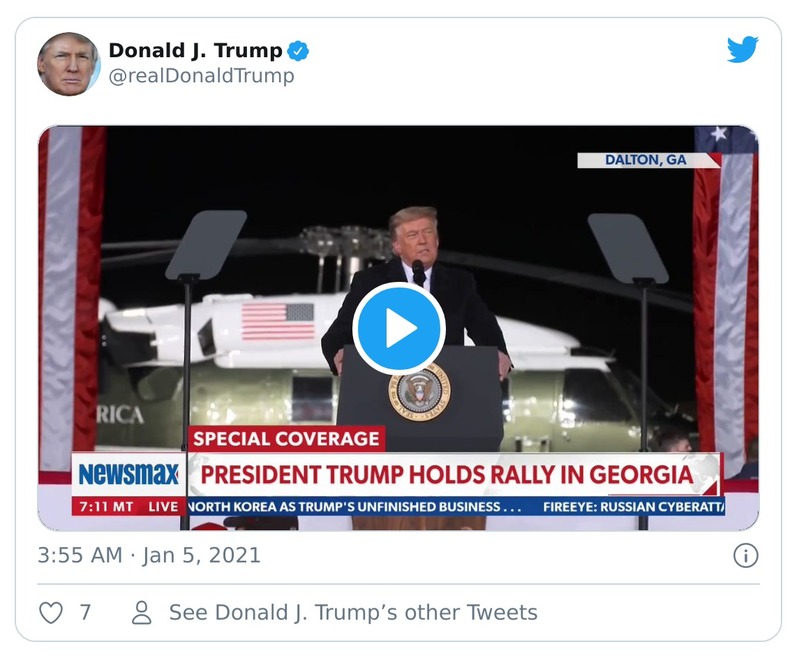 Donald J. Trump
@realDonaldTrump
DALTON, GA
RICA
SPECIAL COVERAGE
Newsmax
PRESIDENT TRUMP HOLDS RALLY IN GEORGIA
7:11 MT LIVE
NORTH KOREA AS TRUMP'S UNFINISHED BUSINESS . . . FIREEYE: RUSSIAN CYBERATTA
3:55 AM · Jan 5, 2021
7
See Donald J. Trump’s other Tweets